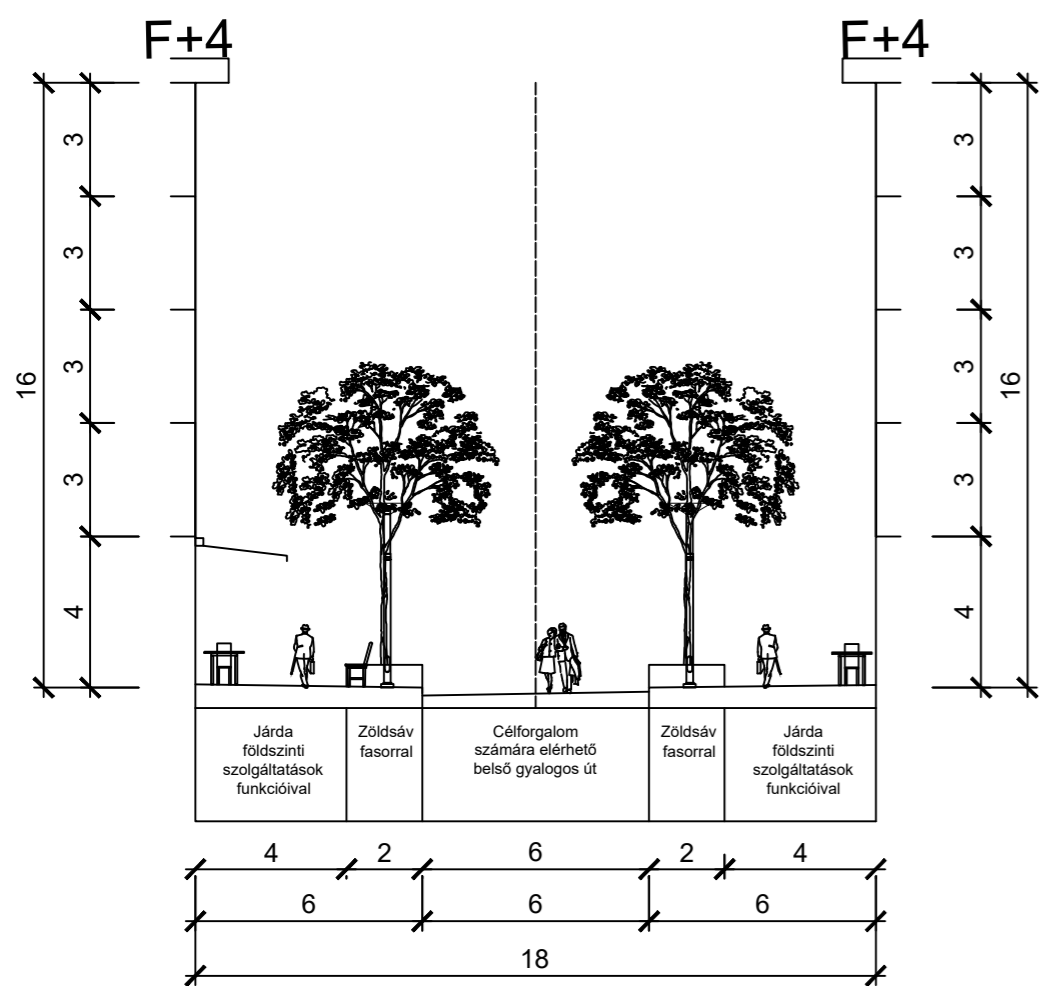 F+4
F+4
3
3
3
3
3
3
16
16
3
3
4
4
Járda
földszinti
szolgáltatások
funkcióival
Zöldsáv
fasorral
Célforgalom
számára elérhető
belső gyalogos út
Zöldsáv
fasorral
Járda
földszinti
szolgáltatások
funkcióival
4
2
6
2
4
6
6
6
18